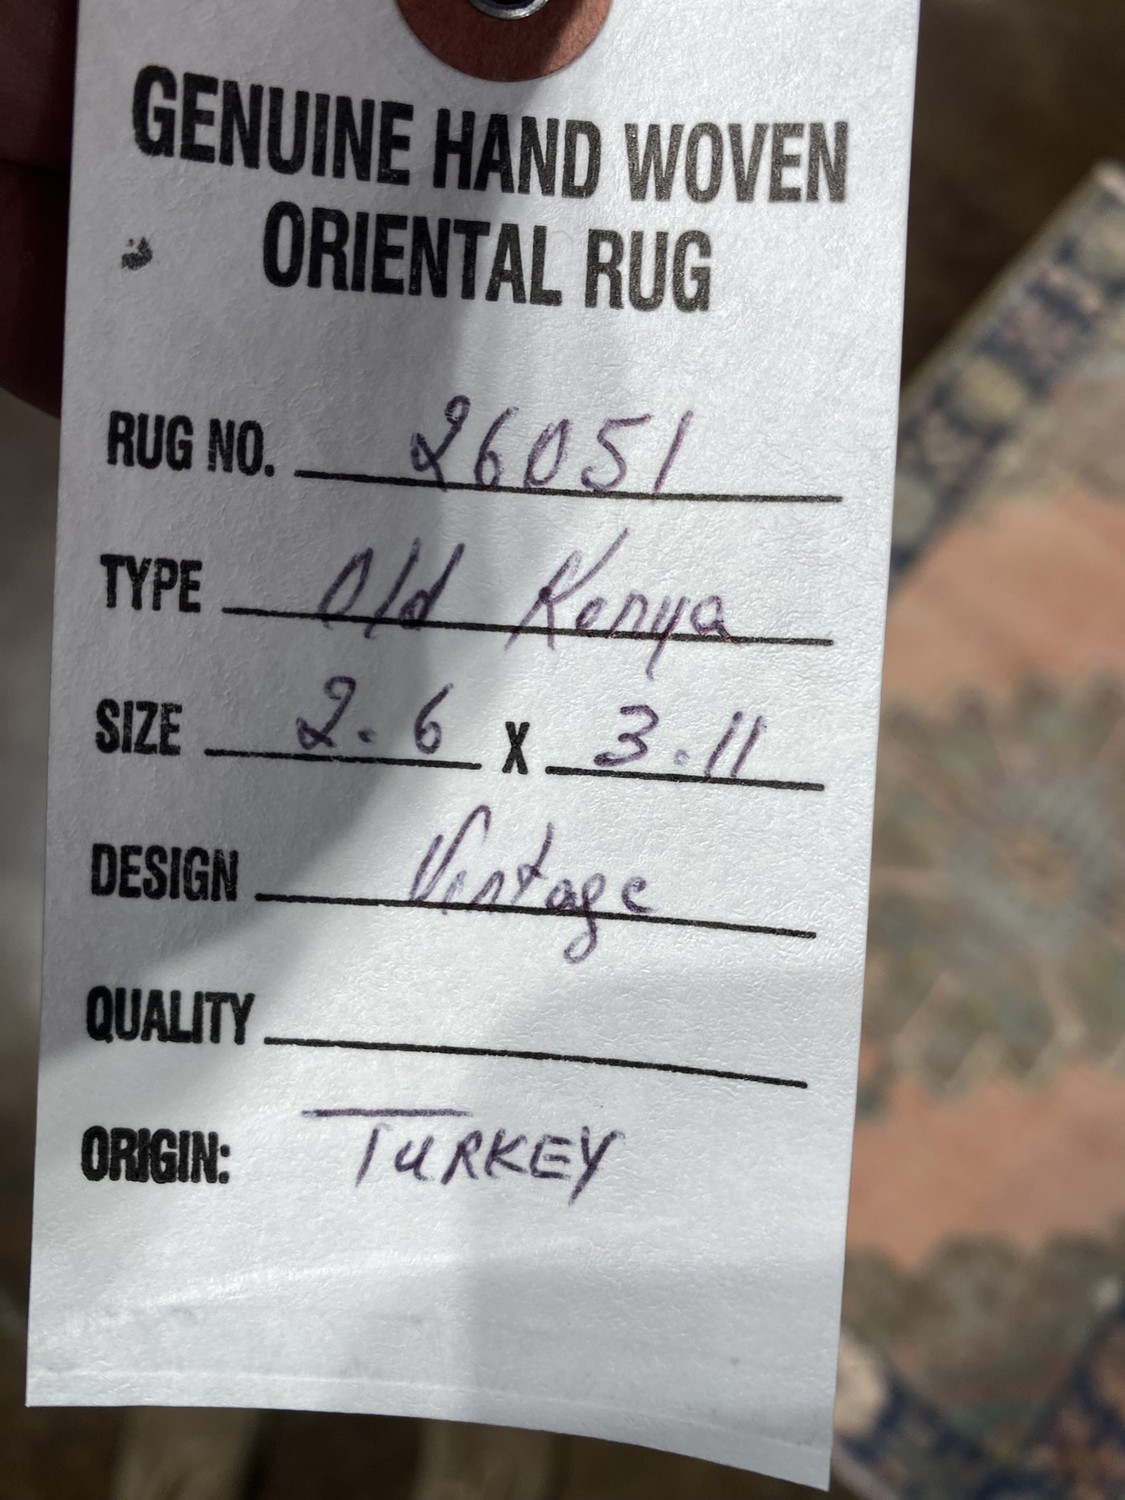 GENUINE HAND WOVEN
ORIENTAL RUG
RUG NO. 26051
TYPE Old Konya
SIZE 2.6 X 3.11
DESIGN Vintage
QUALITY
ORIGIN: TURKEY